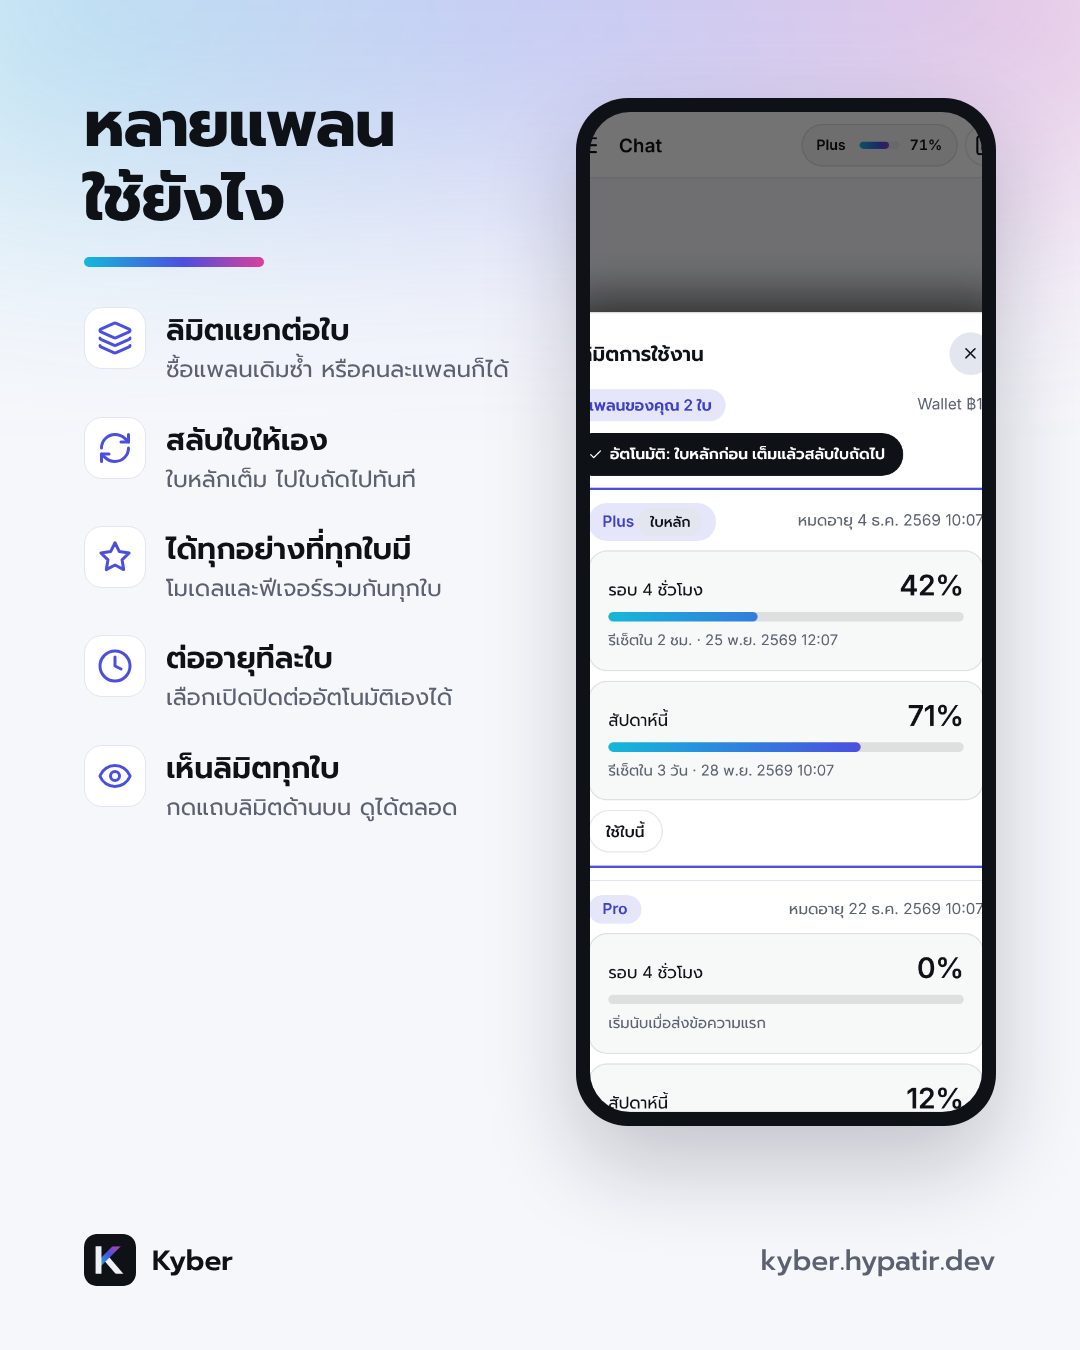 หลายแพลน
ใช้ยังไง
ลิมิตแยกต่อใบ
ซื้อแพลนเดิมซ้ำ หรือคนละแพลนก็ได้
สลับใบให้เอง
ใบหลักเต็ม ไปใบถัดไปทันที
ได้ทุกอย่างที่ทุกใบมี
โมเดลและฟีเจอร์รวมกันทุกใบ
ต่ออายุทีละใบ
เลือกเปิดปิดต่ออัตโนมัติเองได้
เห็นลิมิตทุกใบ
กดแถบลิมิตด้านบน ดูได้ตลอด
Chat
Plus 71%
ลิมิตการใช้งาน
แพลนของคุณ 2 ใบ
Wallet ฿1
อัตโนมัติ: ใบหลักก่อน เต็มแล้วสลับใบถัดไป
Plus ใบหลัก
หมดอายุ 4 ธ.ค. 2569 10:07
รอบ 4 ชั่วโมง
42%
รีเซ็ตใน 2 ชม. · 25 พ.ย. 2569 12:07
สัปดาห์นี้
71%
รีเซ็ตใน 3 วัน · 28 พ.ย. 2569 10:07
ใช้ใบนี้
Pro
หมดอายุ 22 ธ.ค. 2569 10:07
รอบ 4 ชั่วโมง
0%
เริ่มนับเมื่อส่งข้อความแรก
สัปดาห์นี้
12%
Kyber
kyber.hypatir.dev